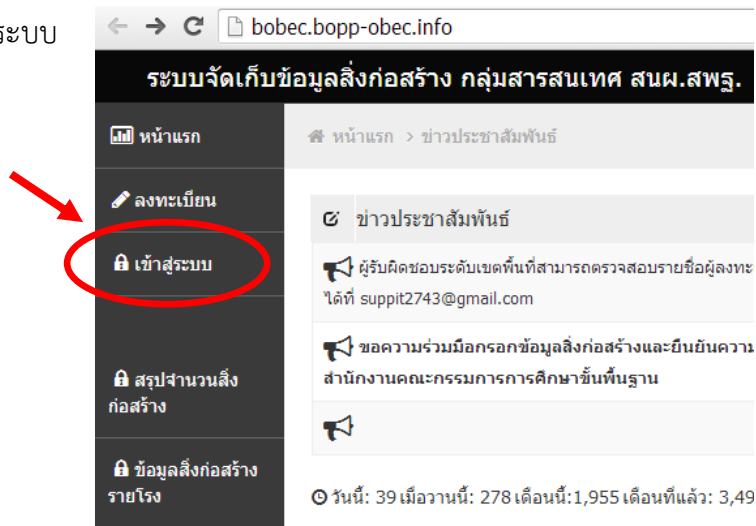 ระบบ
bobec.bopp-obec.info
ระบบจัดเก็บข้อมูลสิ่งก่อสร้าง กลุ่มสารสนเทศ สนผ.สพฐ.
หน้าแรก
ลงทะเบียน
เข้าสู่ระบบ
สรุปจำนวนสิ่ง
ก่อสร้าง
ข้อมูลสิ่งก่อสร้าง
รายโรง
หน้าแรก > ข่าวประชาสัมพันธ์
ข่าวประชาสัมพันธ์
ผู้รับผิดชอบระดับเขตพื้นที่สามารถตรวจสอบรายชื่อผู้ลงทะ
ได้ที่ suppit2743@gmail.com
ขอความร่วมมือกรอกข้อมูลสิ่งก่อสร้างและยืนยันความ
สำนักงานคณะกรรมการการศึกษาขั้นพื้นฐาน
วันนี้: 39 เมื่อวานนี้: 278 เดือนนี้:1,955 เดือนที่แล้ว: 3,49